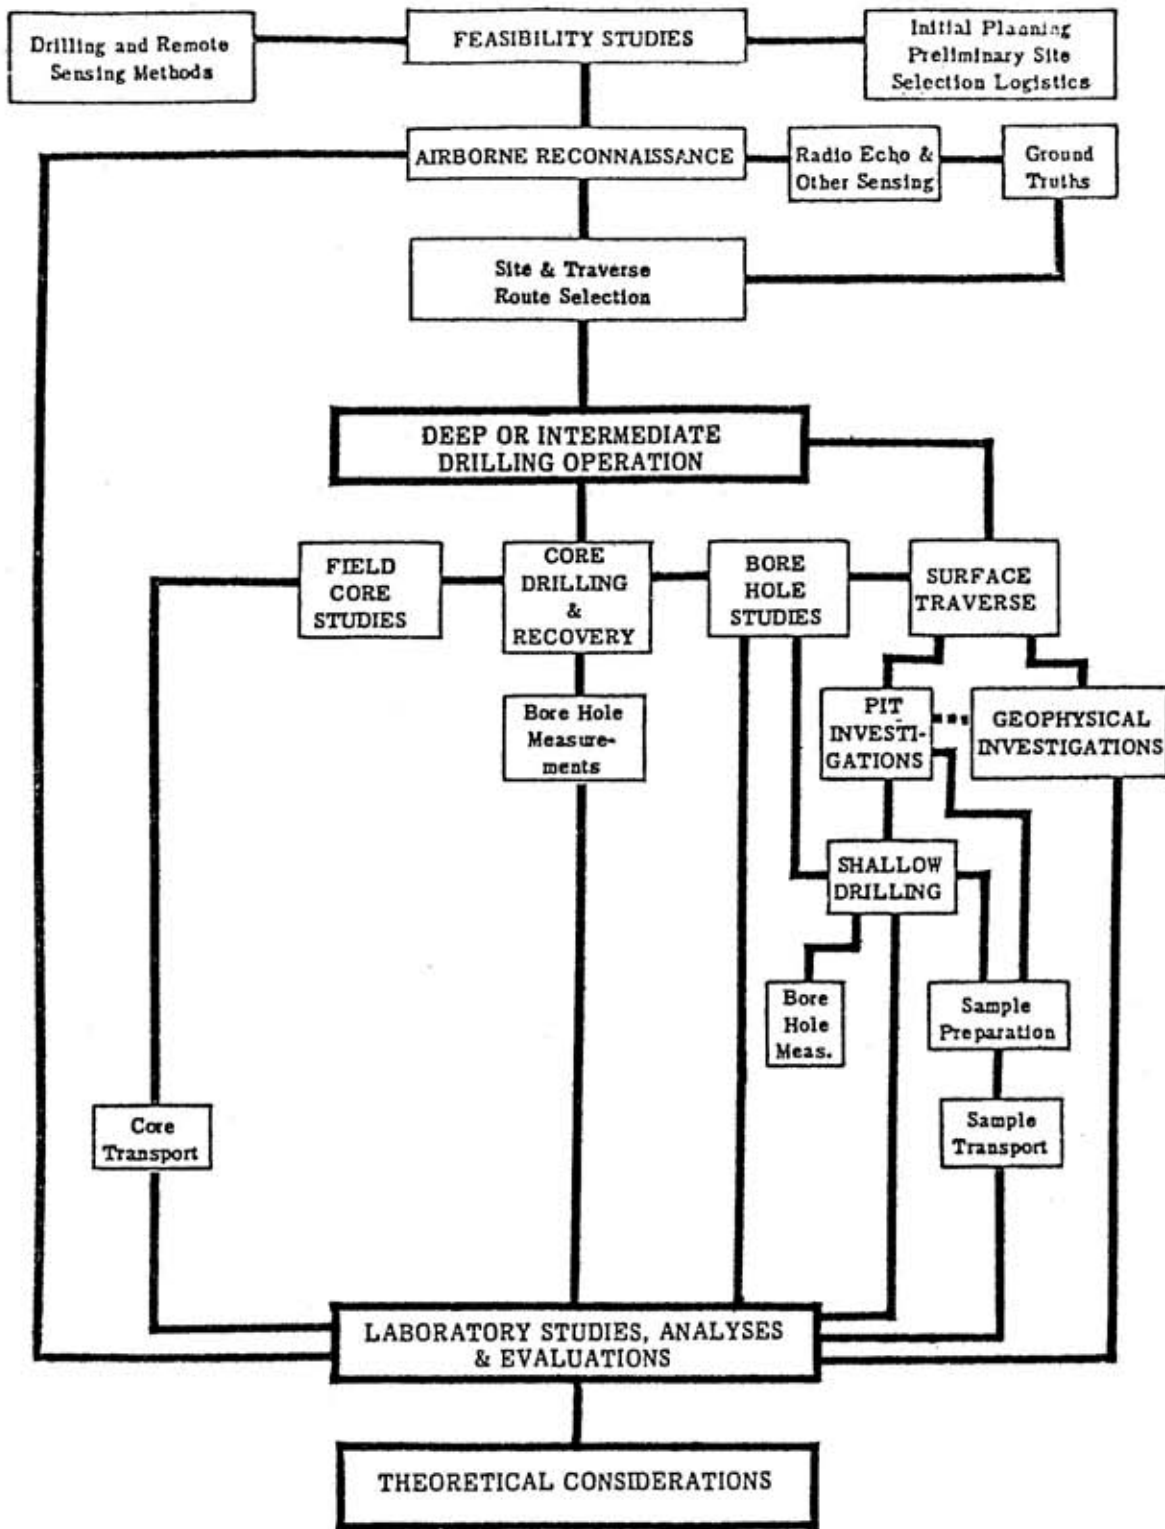 Drilling and Remote
Sensing Methods
FEASIBILITY STUDIES
Initial Planning
Preliminary Site
Selection Logistics
AIRBORNE RECONNAISSANCE
Radio Echo &
Other Sensing
Ground
Truths
Site & Traverse
Route Selection
DEEP OR INTERMEDIATE
DRILLING OPERATION
FIELD
CORE
STUDIES
CORE
DRILLING
&
RECOVERY
BORE
HOLE
STUDIES
SURFACE
TRAVERSE
Bore Hole
Measure-
ments
PIT
INVESTI-
GATIONS
GEOPHYSICAL
INVESTIGATIONS
SHALLOW
DRILLING
Bore
Hole
Meas.
Sample
Preparation
Core
Transport
Sample
Transport
LABORATORY STUDIES, ANALYSES
& EVALUATIONS
THEORETICAL CONSIDERATIONS